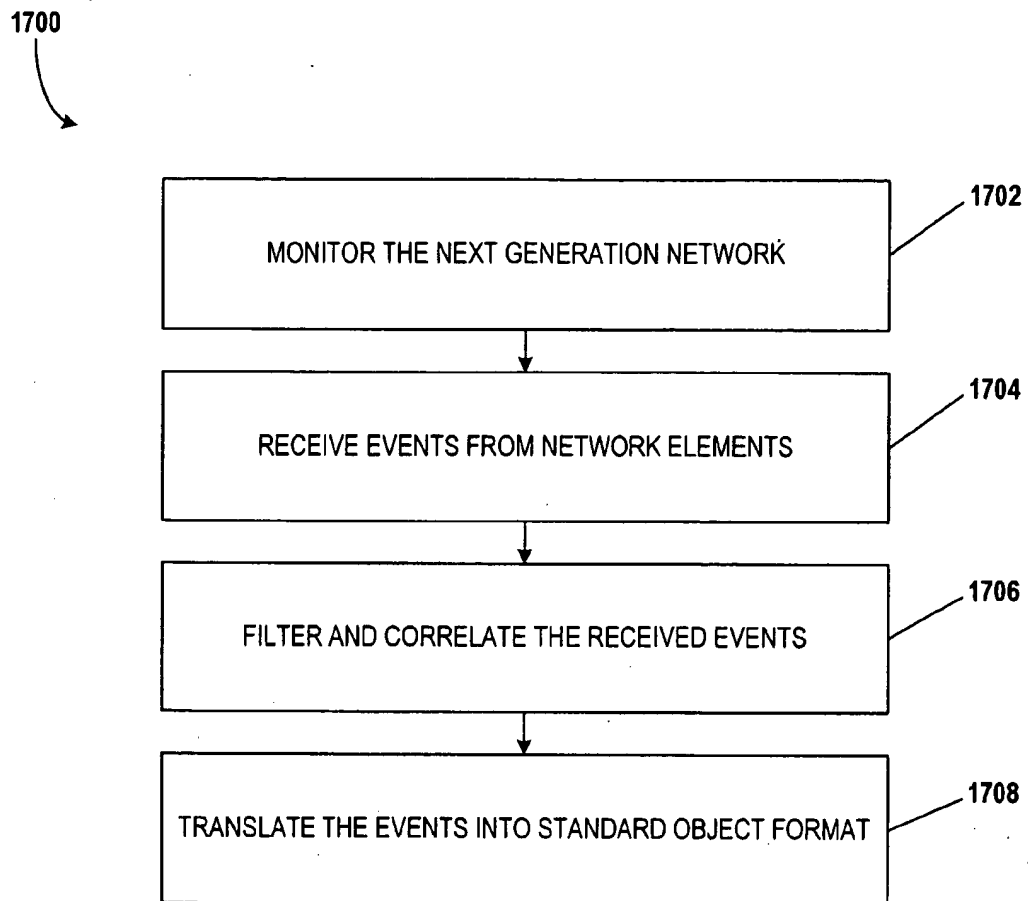 1700
1702
MONITOR THE NEXT GENERATION NETWORK
1704
RECEIVE EVENTS FROM NETWORK ELEMENTS
1706
FILTER AND CORRELATE THE RECEIVED EVENTS
1708
TRANSLATE THE EVENTS INTO STANDARD OBJECT FORMAT